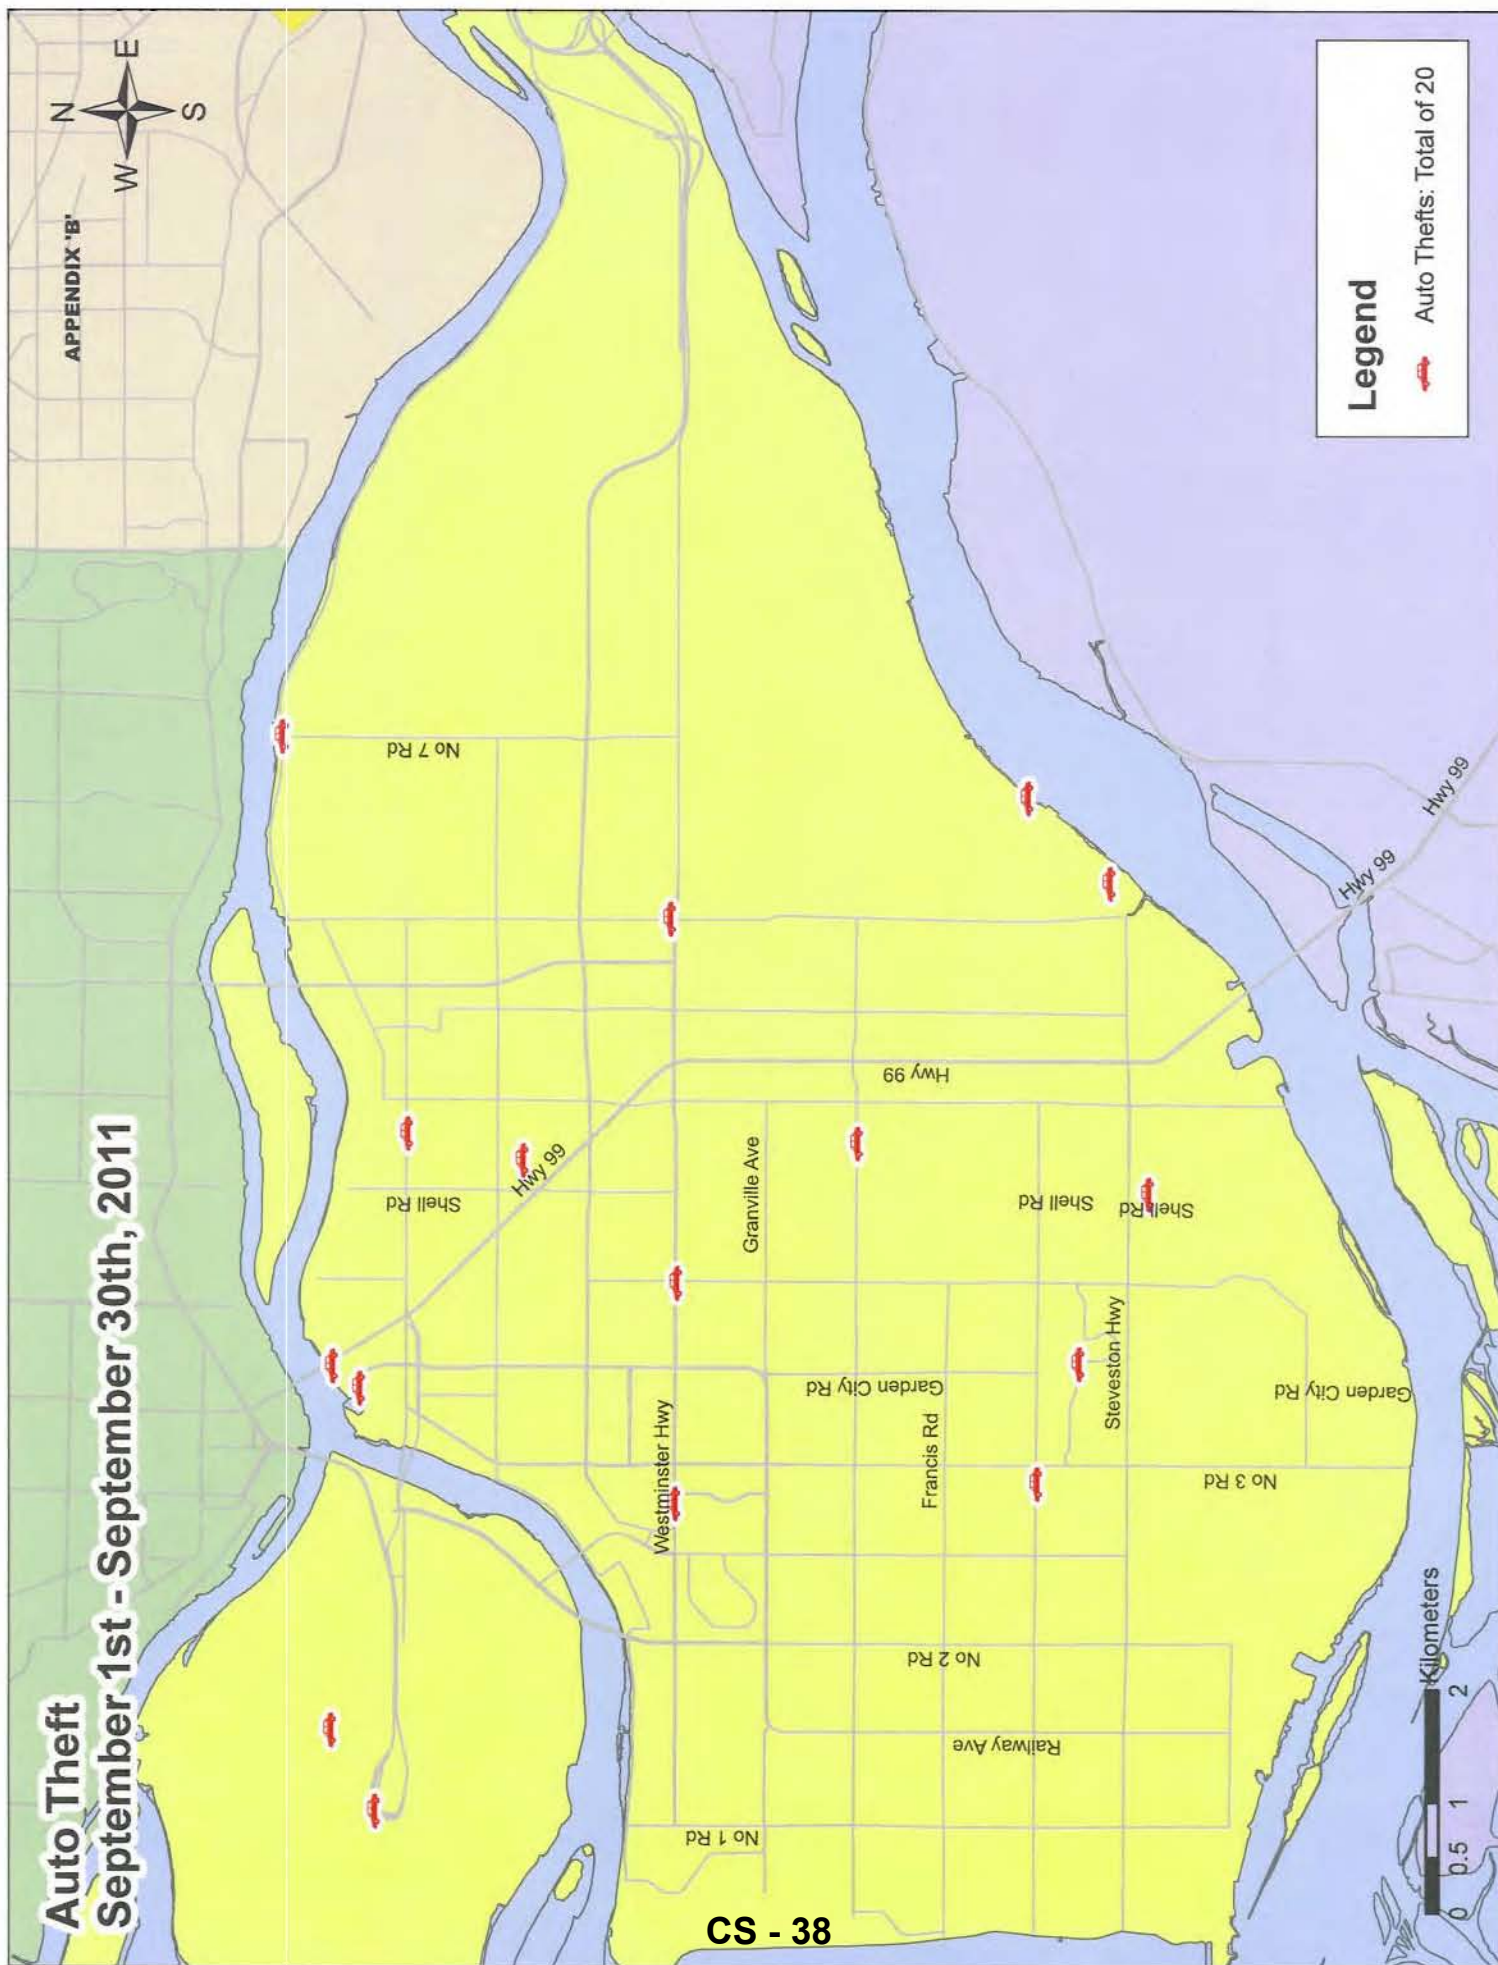 Auto Theft
September 1st - September 30th, 2011
APPENDIX 'B'
N
W
E
S
No 7 Rd
Shell Rd
Hwy 99
Hwy 99
Granville Ave
Shell Rd
Shell Rd
Hwy 99
Hwy 99
Westminster Hwy
Garden City Rd
Francis Rd
Steveston Hwy
Garden City Rd
No 3 Rd
No 2 Rd
Railway Ave
No 1 Rd
Legend
Auto Thefts: Total of 20
Kilometers
0 0.5 1 2
CS - 38